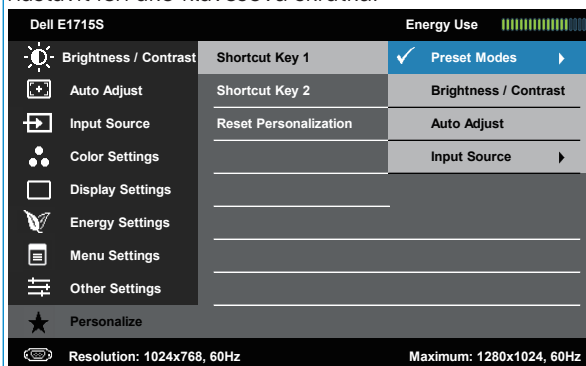 Dell E1715S Energy Use
Brightness / Contrast Shortcut Key 1 Preset Modes
Auto Adjust Shortcut Key 2 Brightness / Contrast
Input Source Reset Personalization Auto Adjust
Color Settings Input Source
Display Settings
Energy Settings
Menu Settings
Other Settings
Personalize
Resolution: 1024x768, 60Hz Maximum: 1280x1024, 60Hz